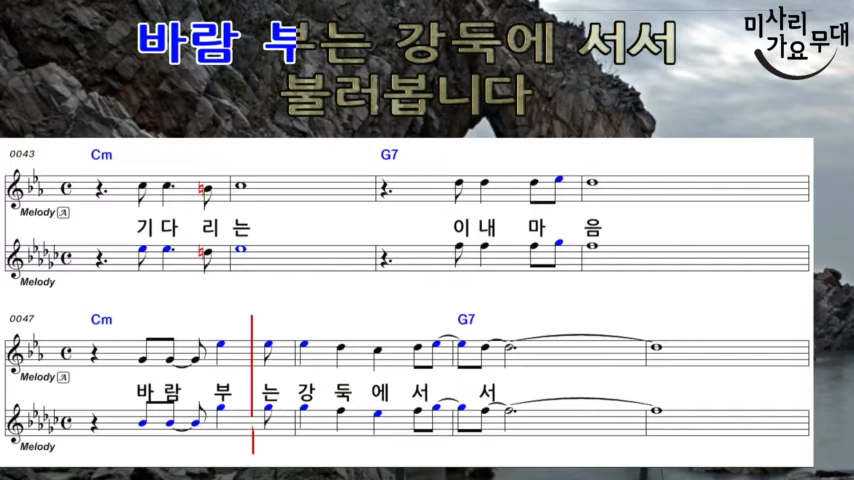 바람 부는 강둑에 서서
불러봅니다
미사리
가요무대
0043
Cm G7
Melody A
기다 리는 이내 마 음
Melody
0047
Cm G7
Melody A
바 람 부 는 강 둑 에 서 서
Melody